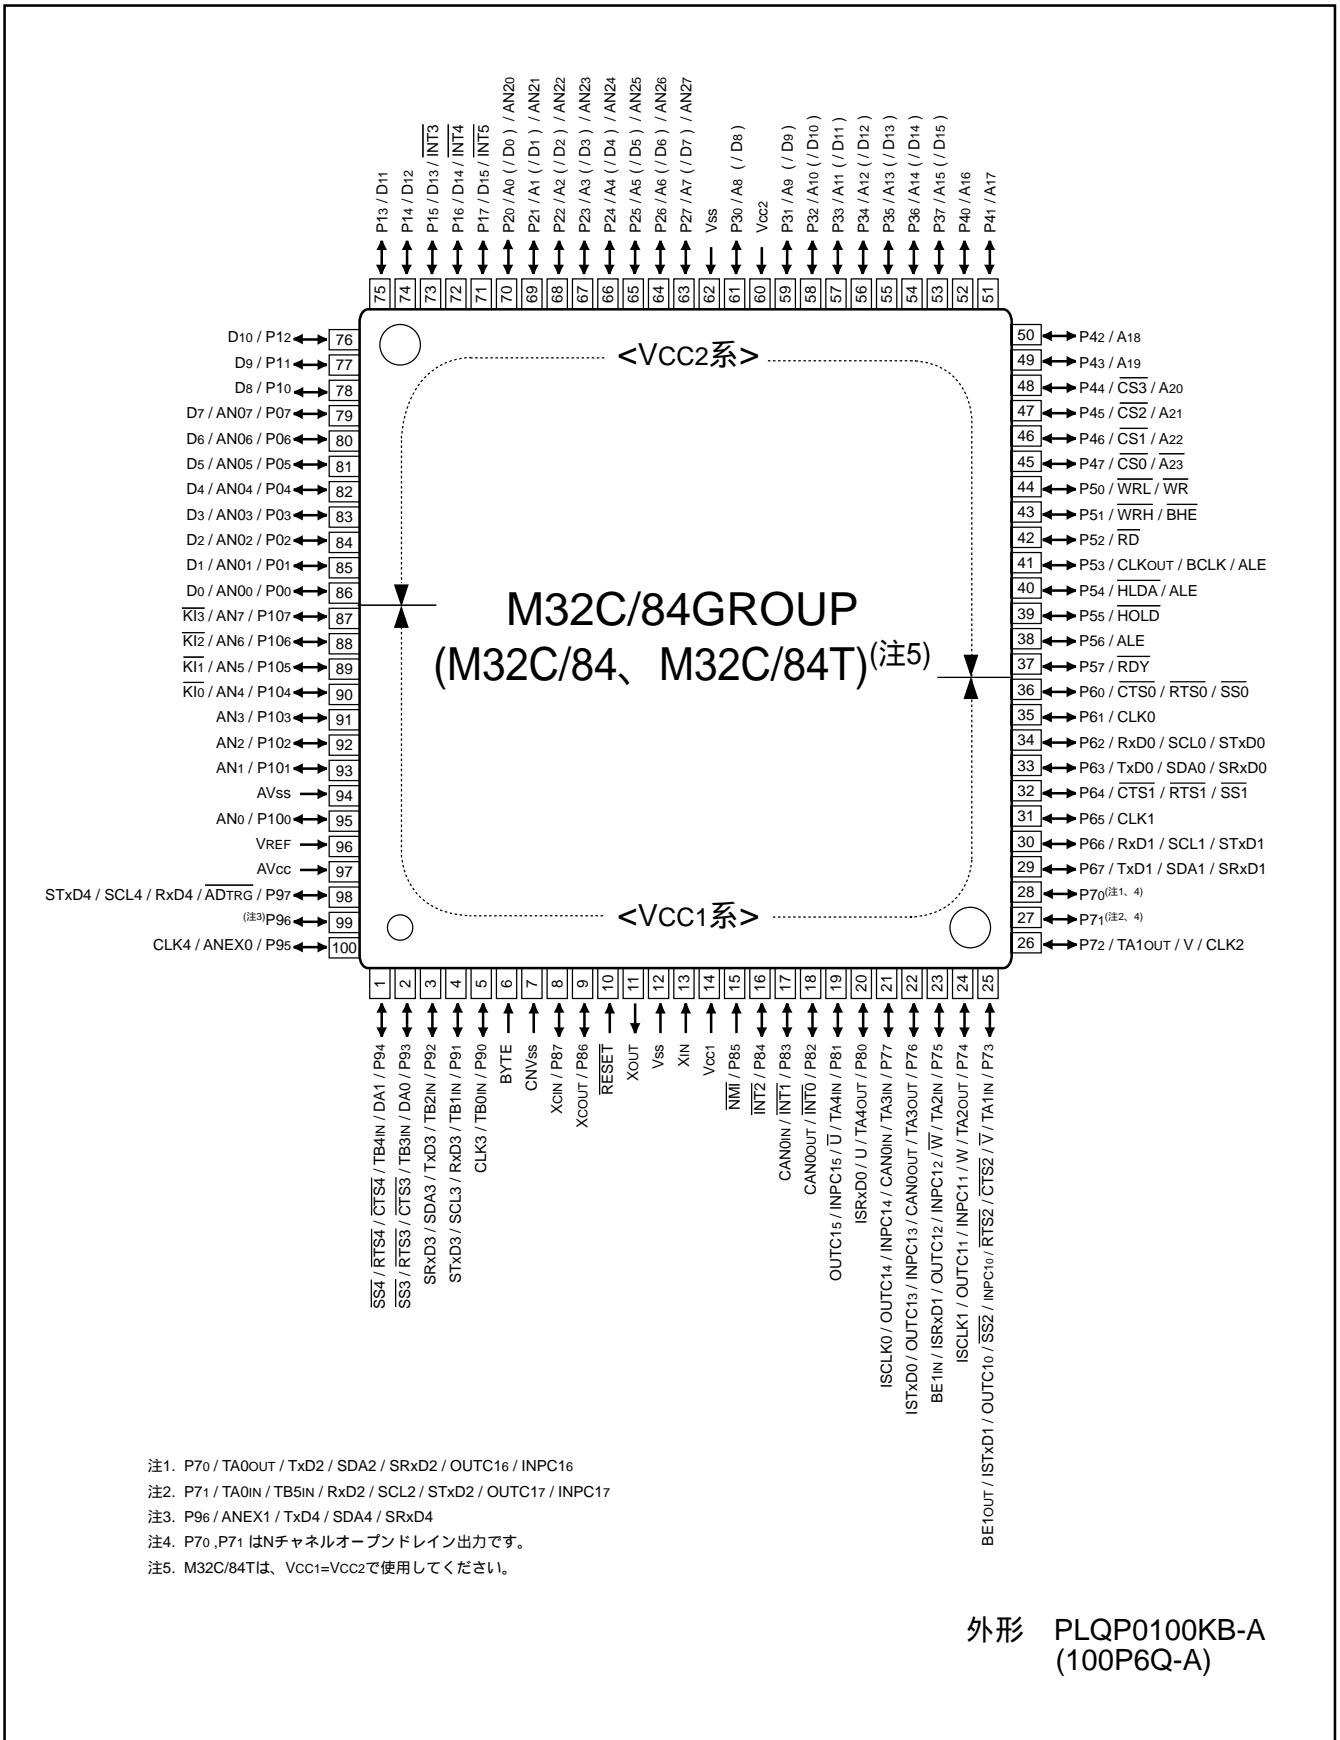 P13 / D11
P14 / D12
P15 / D13 / INT3
P16 / D14 / INT4
P17 / D15 / INT5
P20 / A0 ( / D0 ) / AN20
P21 / A1 ( / D1 ) / AN21
P22 / A2 ( / D2 ) / AN22
P23 / A3 ( / D3 ) / AN23
P24 / A4 ( / D4 ) / AN24
P25 / A5 ( / D5 ) / AN25
P26 / A6 ( / D6 ) / AN26
P27 / A7 ( / D7 ) / AN27
Vss
P30 / A8 ( / D8 )
Vcc2
P31 / A9 ( / D9 )
P32 / A10 ( / D10 )
P33 / A11 ( / D11 )
P34 / A12 ( / D12 )
P35 / A13 ( / D13 )
P36 / A14 ( / D14 )
P37 / A15 ( / D15 )
P40 / A16
P41 / A17
75 74 73 72 71 70 69 68 67 66 65 64 63 62 61 60 59 58 57 56 55 54 53 52 51
D10 / P12 76
D9 / P11 77
D8 / P10 78
D7 / AN07 / P07 79
D6 / AN06 / P06 80
D5 / AN05 / P05 81
D4 / AN04 / P04 82
D3 / AN03 / P03 83
D2 / AN02 / P02 84
D1 / AN01 / P01 85
D0 / AN00 / P00 86
KI3 / AN7 / P107 87
KI2 / AN6 / P106 88
KI1 / AN5 / P105 89
KI0 / AN4 / P104 90
AN3 / P103 91
AN2 / P102 92
AN1 / P101 93
AVss 94
AN0 / P100 95
VREF 96
AVcc 97
STxD4 / SCL4 / RxD4 / ADTRG / P97 98
(注3)P96 99
CLK4 / ANEX0 / P95 100
<VCC2系>
M32C/84GROUP
(M32C/84、M32C/84T)(注5)
<VCC1系>
50 P42 / A18
49 P43 / A19
48 P44 / CS3 / A20
47 P45 / CS2 / A21
46 P46 / CS1 / A22
45 P47 / CS0 / A23
44 P50 / WRL / WR
43 P51 / WRH / BHE
42 P52 / RD
41 P53 / CLKOUT / BCLK / ALE
40 P54 / HLDA / ALE
39 P55 / HOLD
38 P56 / ALE
37 P57 / RDY
36 P60 / CTS0 / RTS0 / SS0
35 P61 / CLK0
34 P62 / RxD0 / SCL0 / STxD0
33 P63 / TxD0 / SDA0 / SRxD0
32 P64 / CTS1 / RTS1 / SS1
31 P65 / CLK1
30 P66 / RxD1 / SCL1 / STxD1
29 P67 / TxD1 / SDA1 / SRxD1
28 P70(注1、4)
27 P71(注2、4)
26 P72 / TA1OUT / V / CLK2
1 2 3 4 5 6 7 8 9 10 11 12 13 14 15 16 17 18 19 20 21 22 23 24 25
SS4 / RTS4 / CTS4 / TB4IN / DA1 / P94
SS3 / RTS3 / CTS3 / TB3IN / DA0 / P93
SRxD3 / SDA3 / TxD3 / TB2IN / P92
STxD3 / SCL3 / RxD3 / TB1IN / P91
CLK3 / TB0IN / P90
BYTE
CNVss
XCIN / P87
XCOUT / P86
RESET
XOUT
Vss
XIN
Vcc1
NMI / P85
INT2 / P84
CAN0IN / INT1 / P83
CAN0OUT / INT0 / P82
OUTC15 / INPC15 / U / TA4IN / P81
ISRxD0 / U / TA4OUT / P80
ISCLK0 / OUTC14 / INPC14 / CAN0IN / TA3IN / P77
ISTxD0 / OUTC13 / INPC13 / CAN0OUT / TA3OUT / P76
BE1IN / ISRxD1 / OUTC12 / INPC12 / W / TA2IN / P75
ISCLK1 / OUTC11 / INPC11 / W / TA2OUT / P74
BE1OUT / ISTxD1 / OUTC10 / SS2 / INPC10 / RTS2 / CTS2 / V / TA1IN / P73
注1. P70 / TA0OUT / TxD2 / SDA2 / SRxD2 / OUTC16 / INPC16
注2. P71 / TA0IN / TB5IN / RxD2 / SCL2 / STxD2 / OUTC17 / INPC17
注3. P96 / ANEX1 / TxD4 / SDA4 / SRxD4
注4. P70 ,P71 はNチャネルオープンドレイン出力です。
注5. M32C/84Tは、VCC1=VCC2で使用してください。
外形 PLQP0100KB-A
(100P6Q-A)